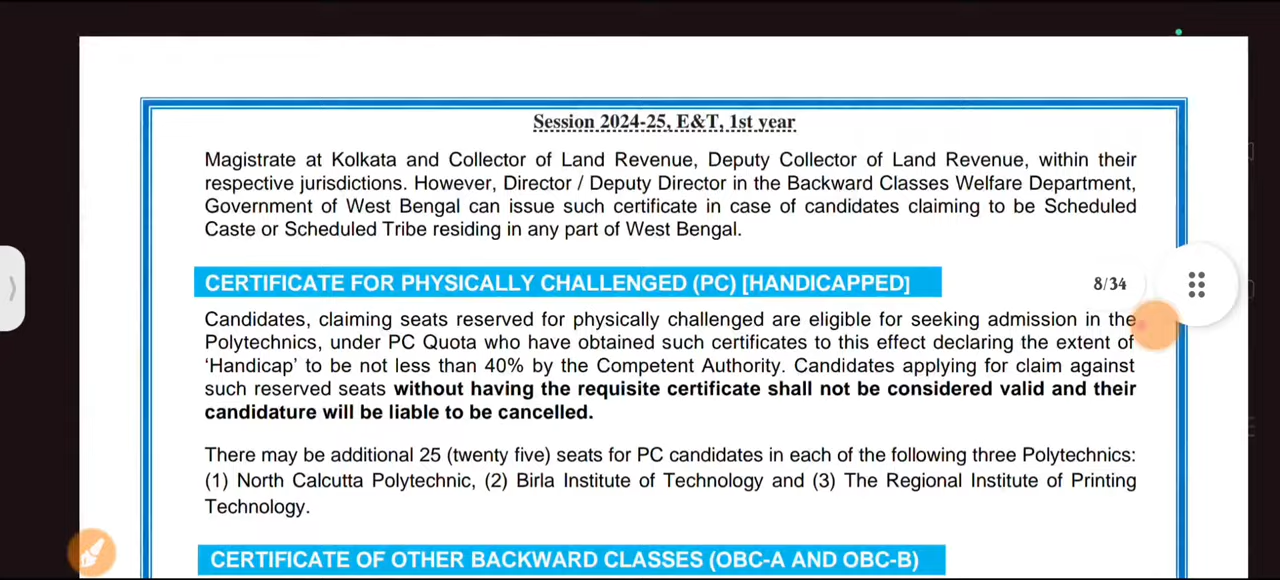 Session 2024-25, E&T, 1st year
Magistrate at Kolkata and Collector of Land Revenue, Deputy Collector of Land Revenue, within their
respective jurisdictions. However, Director / Deputy Director in the Backward Classes Welfare Department,
Government of West Bengal can issue such certificate in case of candidates claiming to be Scheduled
Caste or Scheduled Tribe residing in any part of West Bengal.
CERTIFICATE FOR PHYSICALLY CHALLENGED (PC) [HANDICAPPED]
8/34
Candidates, claiming seats reserved for physically challenged are eligible for seeking admission in the
Polytechnics, under PC Quota who have obtained such certificates to this effect declaring the extent of
‘Handicap’ to be not less than 40% by the Competent Authority. Candidates applying for claim against
such reserved seats without having the requisite certificate shall not be considered valid and their
candidature will be liable to be cancelled.
There may be additional 25 (twenty five) seats for PC candidates in each of the following three Polytechnics:
(1) North Calcutta Polytechnic, (2) Birla Institute of Technology and (3) The Regional Institute of Printing
Technology.
CERTIFICATE OF OTHER BACKWARD CLASSES (OBC-A AND OBC-B)